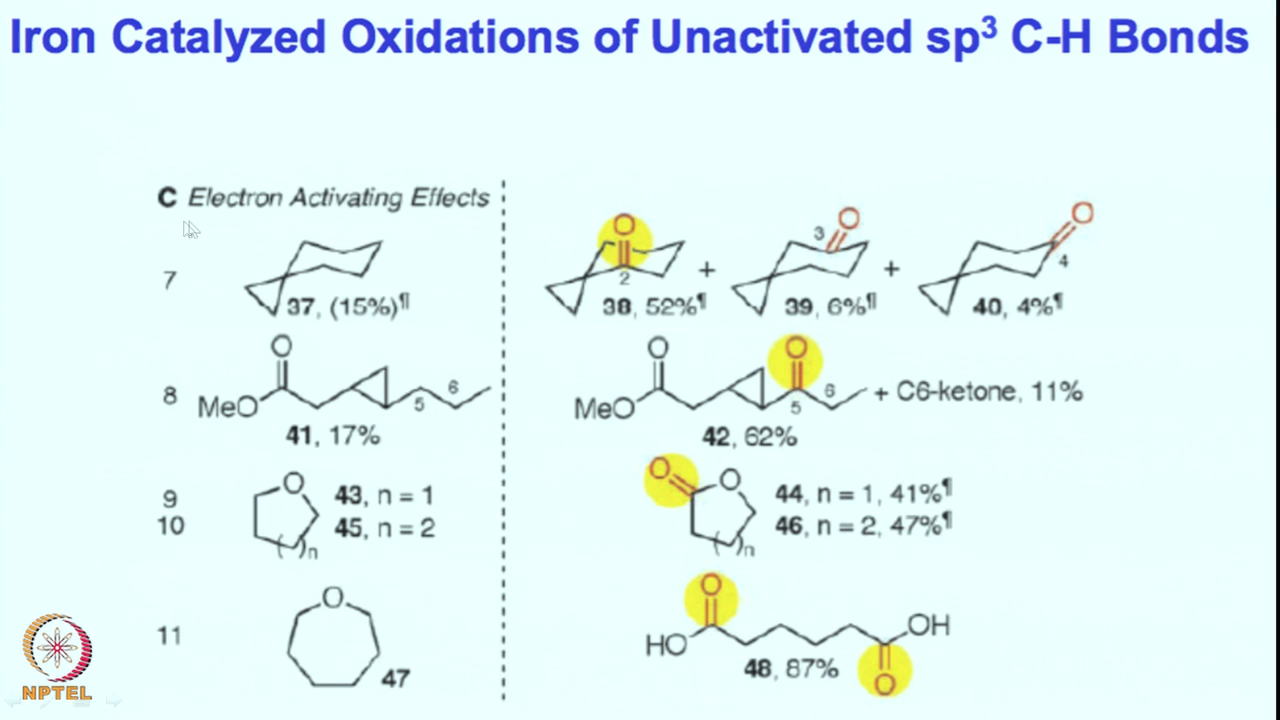 Iron Catalyzed Oxidations of Unactivated sp³ C-H Bonds
C Electron Activating Effects
7
37, (15%)¶
O
2
38, 52%¶
+
3
O
39, 6%¶
+
O
4
40, 4%¶
8
O
MeO
5
6
41, 17%
O
MeO
O
5
6
42, 62%
+ C6-ketone, 11%
9
10
O
( )n
43, n = 1
45, n = 2
O
O
( )n
44, n = 1, 41%¶
46, n = 2, 47%¶
11
O
47
O
HO
OH
O
48, 87%
NPTEL